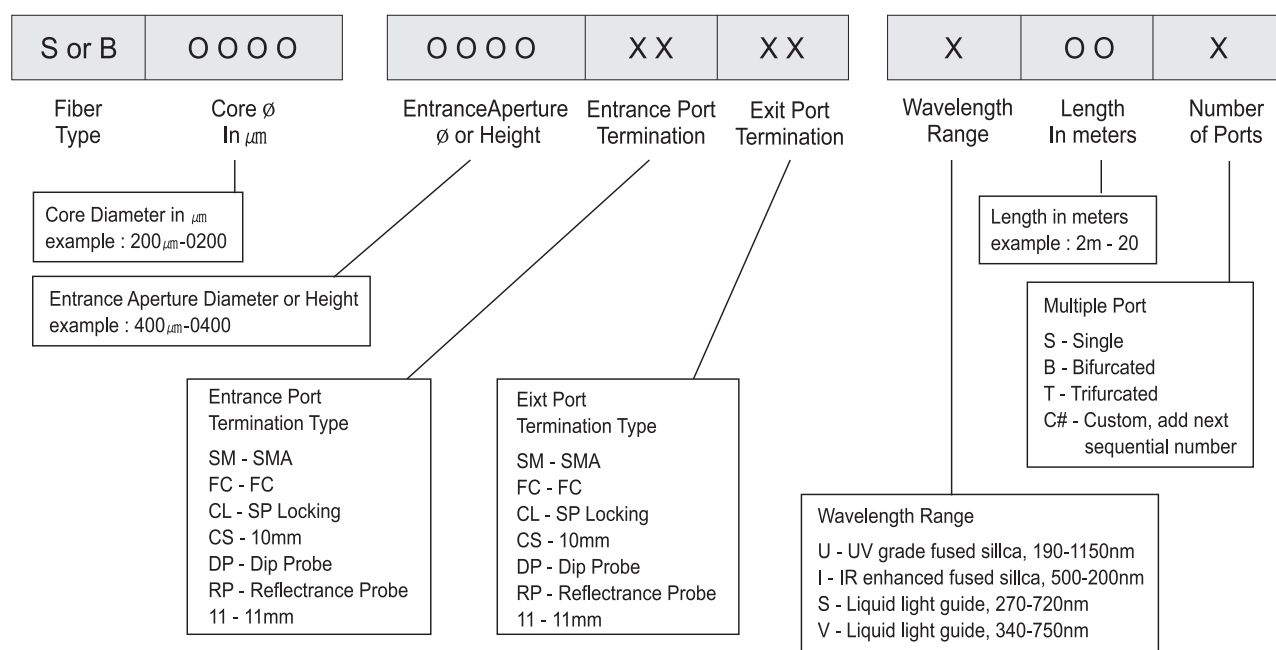 S or B O O O O O O O O X X X X X O O X
Fiber Type
Core ø In μm
EntranceAperture ø or Height
Entrance Port Termination
Exit Port Termination
Wavelength Range
Length In meters
Number of Ports
Core Diameter in μm
example : 200μm-0200
Length in meters
example : 2m - 20
Entrance Aperture Diameter or Height
example : 400μm-0400
Multiple Port
S - Single
B - Bifurcated
T - Trifurcated
C# - Custom, add next
sequential number
Entrance Port
Termination Type
SM - SMA
FC - FC
CL - SP Locking
CS - 10mm
DP - Dip Probe
RP - Reflectrance Probe
11 - 11mm
Eixt Port
Termination Type
SM - SMA
FC - FC
CL - SP Locking
CS - 10mm
DP - Dip Probe
RP - Reflectrance Probe
11 - 11mm
Wavelength Range
U - UV grade fused sillca, 190-1150nm
I - IR enhanced fused sillca, 500-200nm
S - Liquid light guide, 270-720nm
V - Liquid light guide, 340-750nm